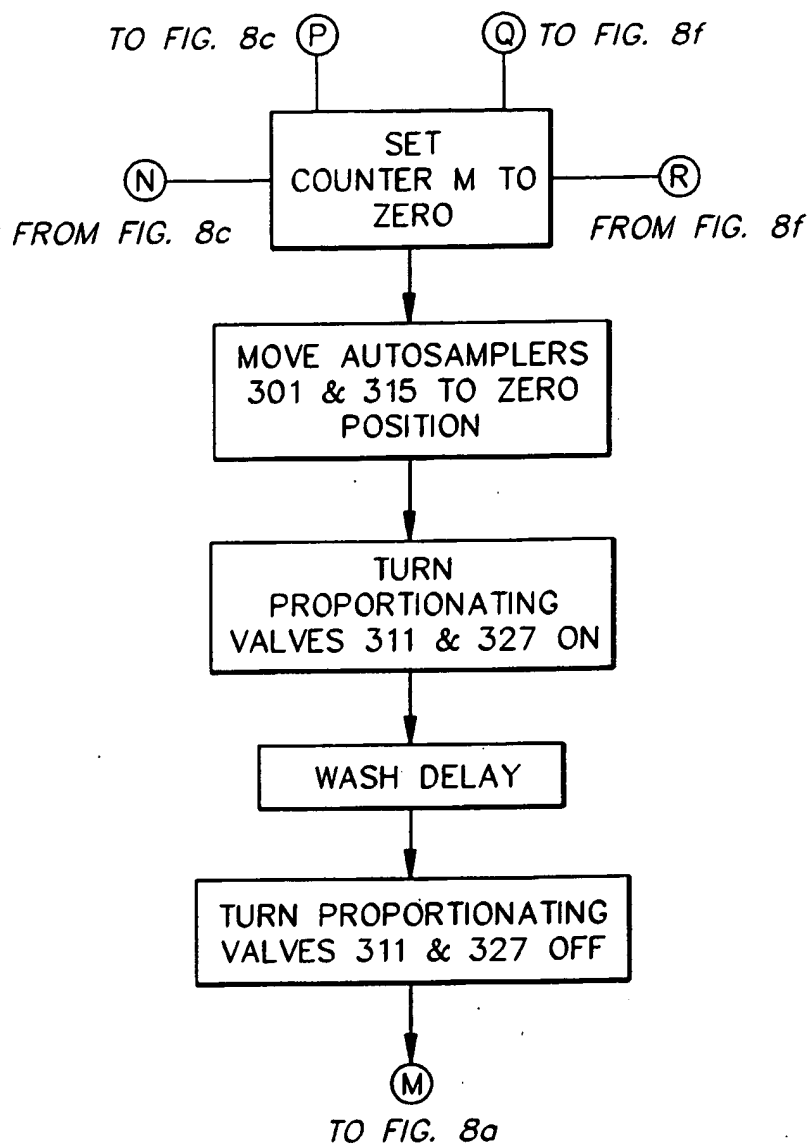 TO FIG. 8c P
Q TO FIG. 8f
SET
COUNTER M TO
ZERO
N
R
FROM FIG. 8c
FROM FIG. 8f
MOVE AUTOSAMPLERS
301 & 315 TO ZERO
POSITION
TURN
PROPORTIONATING
VALVES 311 & 327 ON
WASH DELAY
TURN PROPORTIONATING
VALVES 311 & 327 OFF
M
TO FIG. 8a